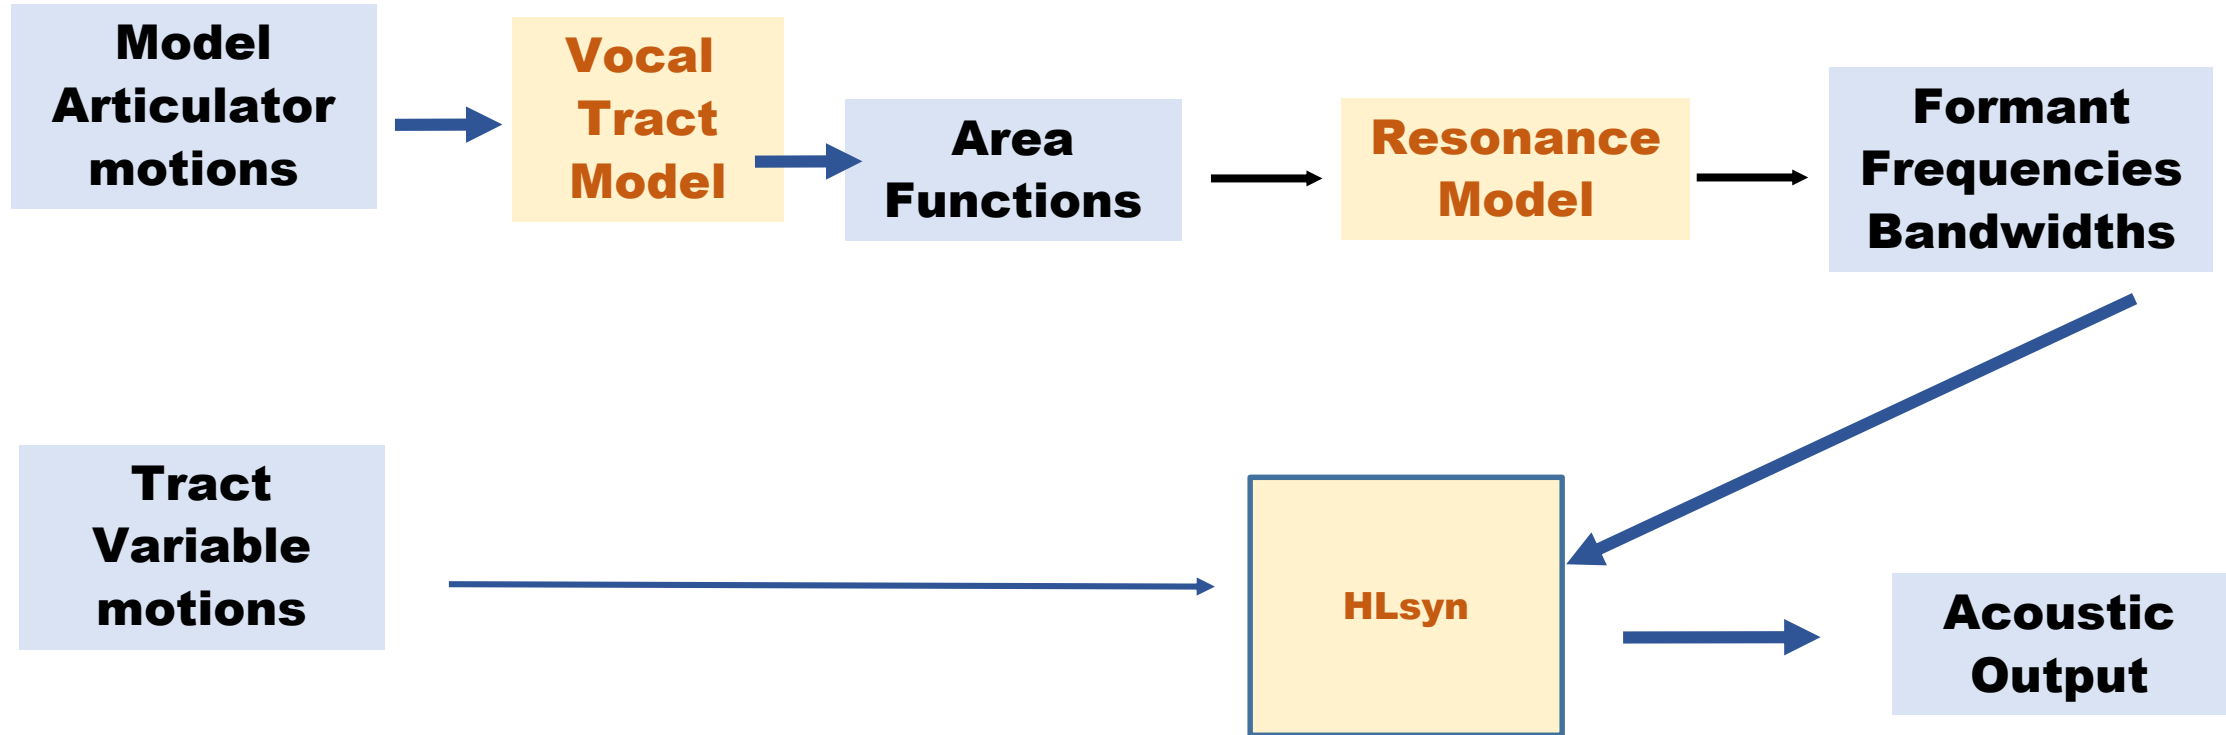 Model
Articulator
motions
Vocal
Tract
Model
Area
Functions
Resonance
Model
Formant
Frequencies
Bandwidths
Tract
Variable
motions
HLsyn
Acoustic
Output